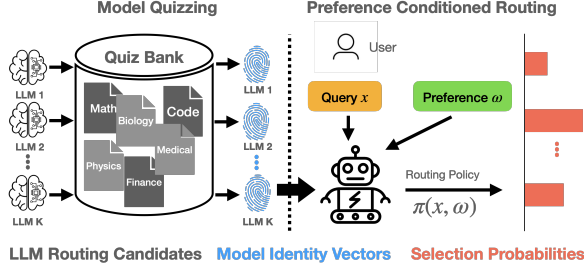 Model Quizzing
Preference Conditioned Routing
Quiz Bank
User
LLM 1
LLM 2
LLM K
Math
Biology
Code
Physics
Medical
Finance
LLM 1
LLM 2
LLM K
Query x
Preference ω
Routing Policy
π(x, ω)
LLM Routing Candidates
Model Identity Vectors
Selection Probabilities